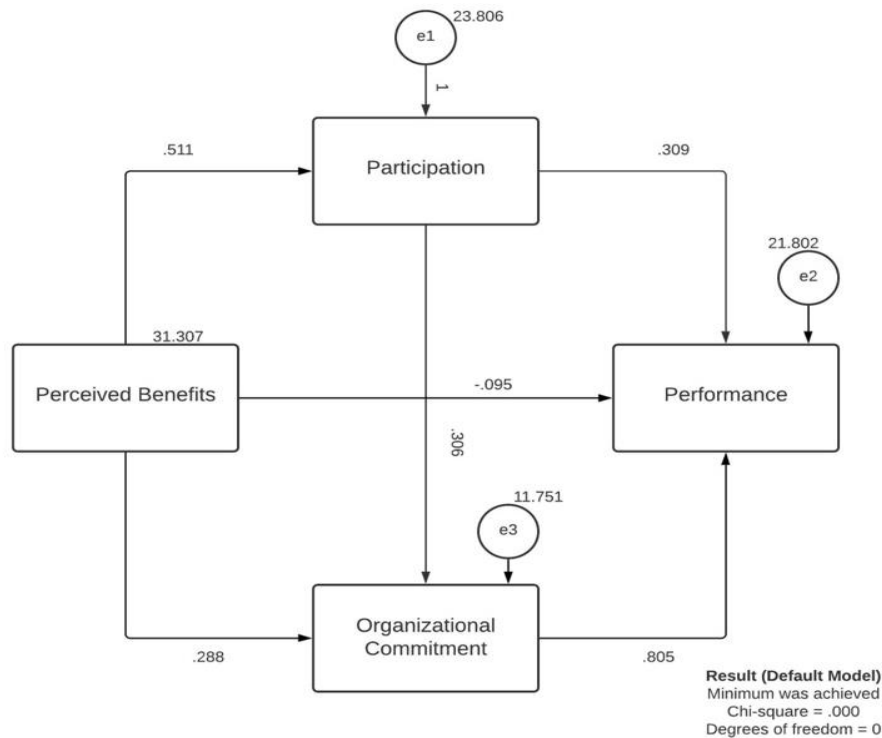 23.806
e1
1
.511
Participation
.309
21.802
e2
31.307
Perceived Benefits
-.095
Performance
.306
11.751
e3
Organizational
Commitment
.288
.805
Result (Default Model)
Minimum was achieved
Chi-square = .000
Degrees of freedom = 0